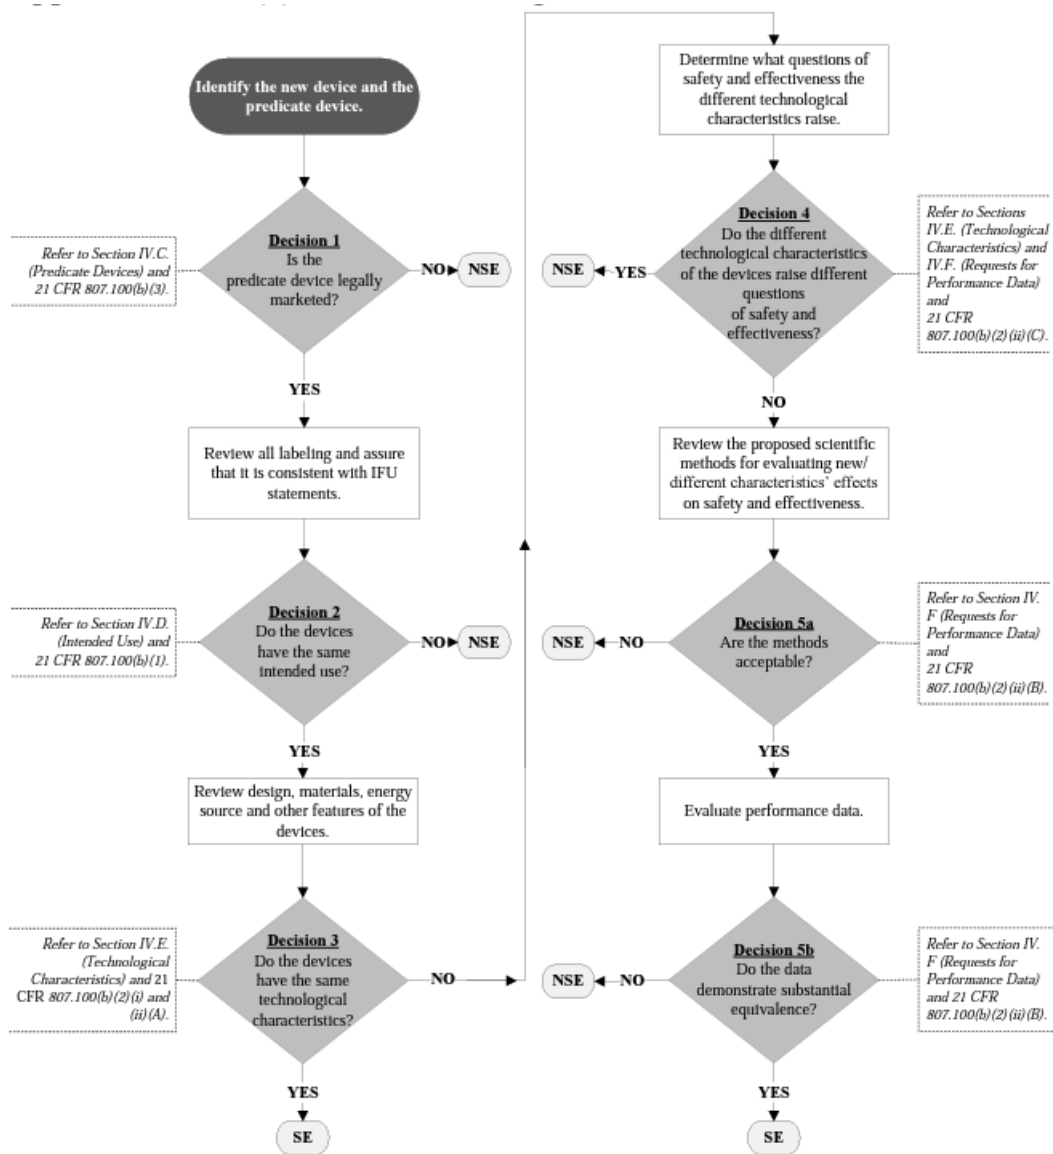 Identify the new device and the
predicate device.
Decision 1
Is the
predicate device legally
marketed?
Refer to Section IV.C.
(Predicate Devices) and
21 CFR 807.100(b)(3).
NO
NSE
YES
Review all labeling and assure
that it is consistent with IFU
statements.
Decision 2
Do the devices
have the same
intended use?
Refer to Section IV.D.
(Intended Use) and
21 CFR 807.100(b)(1).
NO
NSE
YES
Review design, materials, energy
source and other features of the
devices.
Decision 3
Do the devices
have the same
technological
characteristics?
Refer to Section IV.E.
(Technological
Characteristics) and 21
CFR 807.100(b)(2)(i) and
(ii)(A).
NO
YES
SE
Determine what questions of
safety and effectiveness the
different technological
characteristics raise.
Decision 4
Do the different
technological characteristics
of the devices raise different
questions
of safety and
effectiveness?
NSE
YES
Refer to Sections
IV.E. (Technological
Characteristics) and
IV.F. (Requests for
Performance Data)
and
21 CFR
807.100(b)(2)(ii)(C).
NO
Review the proposed scientific
methods for evaluating new/
different characteristics' effects
on safety and effectiveness.
Decision 5a
Are the methods
acceptable?
NSE
NO
Refer to Section IV.
F (Requests for
Performance Data)
and
21 CFR
807.100(b)(2)(ii)(B).
YES
Evaluate performance data.
Decision 5b
Do the data
demonstrate substantial
equivalence?
NSE
NO
Refer to Section IV.
F (Requests for
Performance Data)
and 21 CFR
807.100(b)(2)(ii)(B).
YES
SE